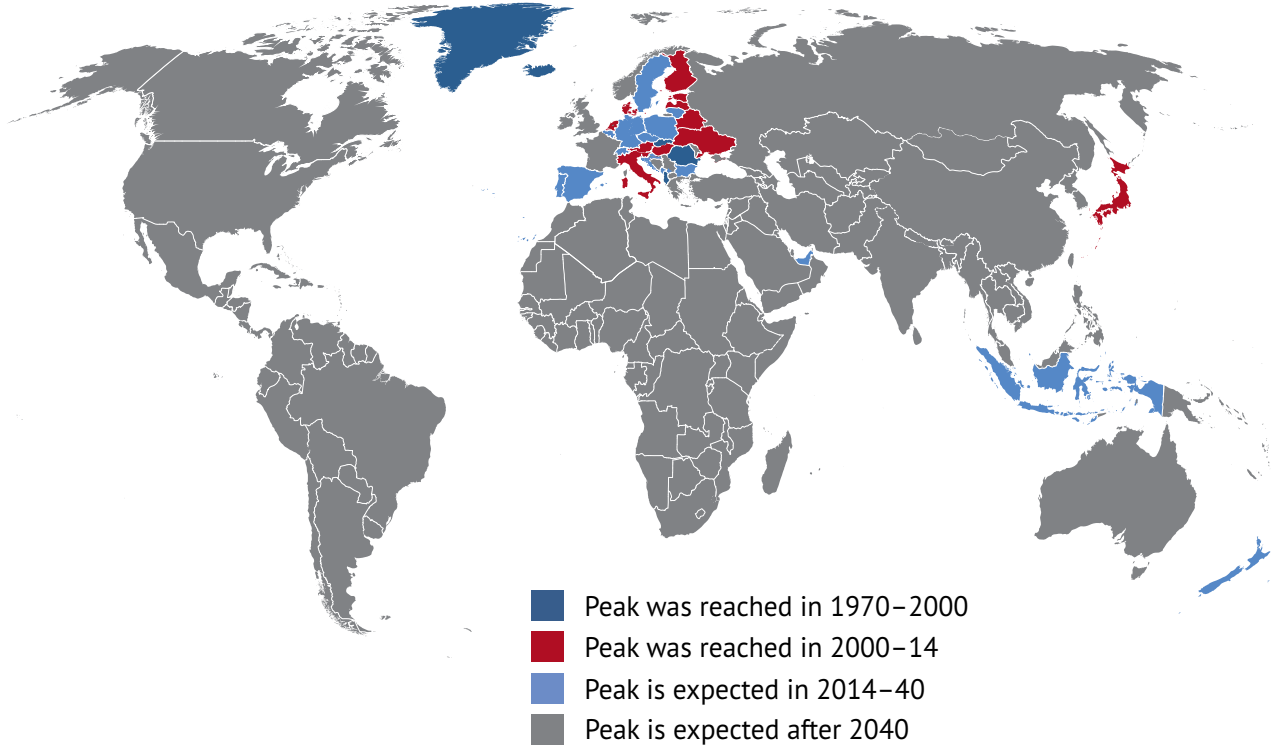 Peak was reached in 1970–2000
Peak was reached in 2000–14
Peak is expected in 2014–40
Peak is expected after 2040